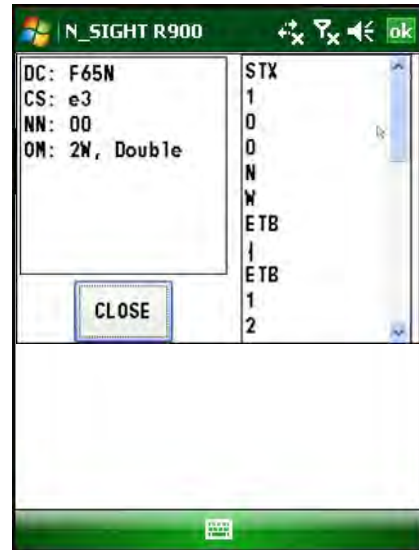 N_SIGHT R900
ok
DC: F65N
CS: e3
NN: 00
OM: 2W, Double
CLOSE
STX
1
0
0
N
W
ETB
ETB
1
2